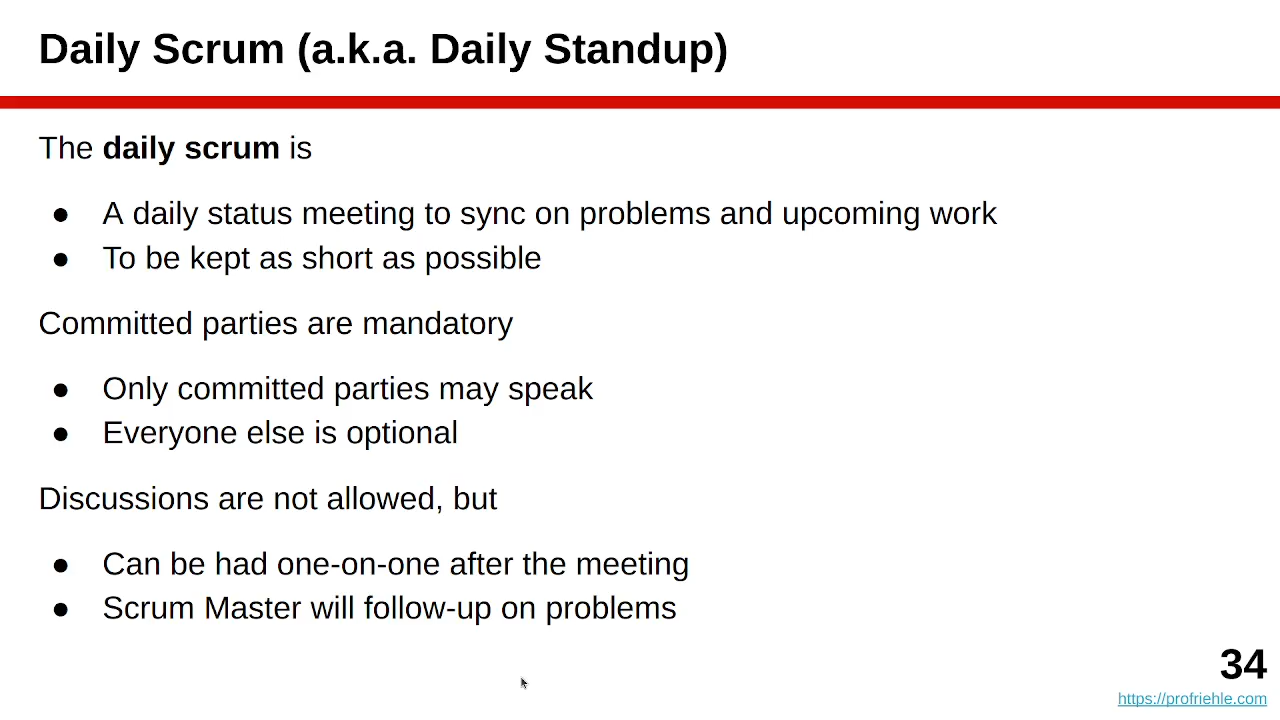 Daily Scrum (a.k.a. Daily Standup)
The daily scrum is
● A daily status meeting to sync on problems and upcoming work
● To be kept as short as possible
Committed parties are mandatory
● Only committed parties may speak
● Everyone else is optional
Discussions are not allowed, but
● Can be had one-on-one after the meeting
● Scrum Master will follow-up on problems
34
https://profriehle.com